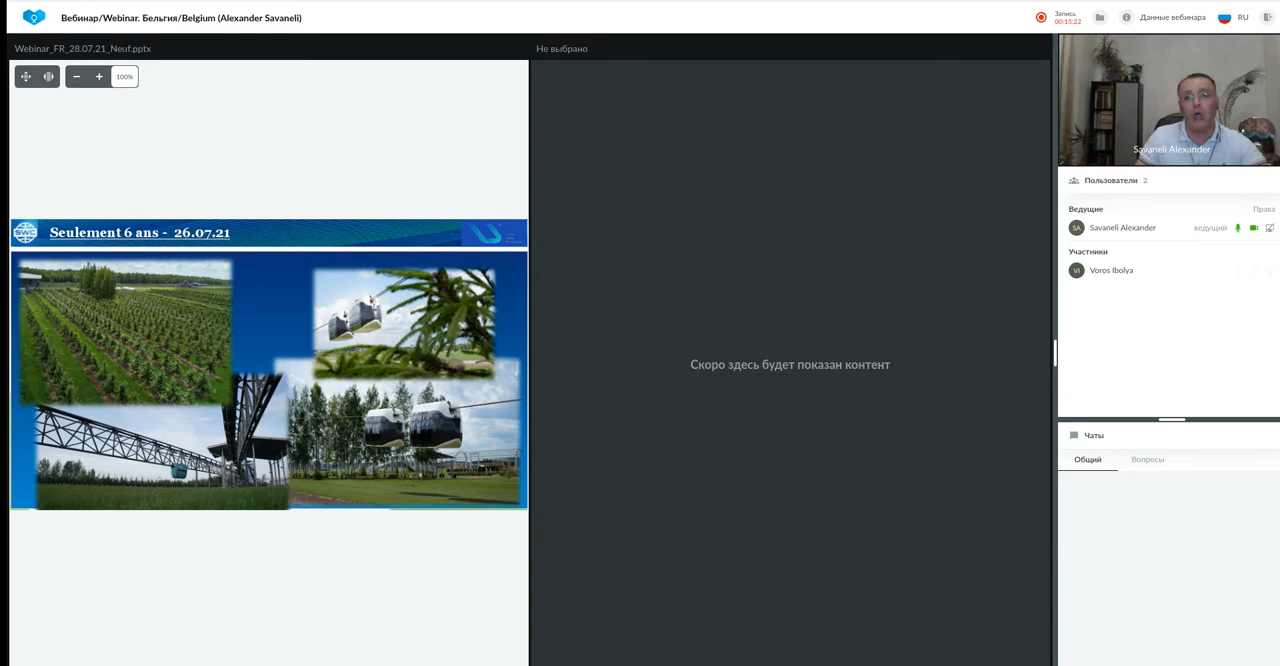 Вебинар/Webinar. Бельгия/Belgium (Alexander Savaneli)
Запись
00:15:22
Данные вебинара
RU
Webinar_FR_28.07.21_Neuf.pptx
Не выбрано
100%
SWC
Seulement 6 ans - 26.07.21
Скоро здесь будет показан контент
Savaneli Alexander
Пользователи 2
Ведущие
Права
SA Savaneli Alexander ведущий
Участники
VI Voros Ibolya
Чаты
Общий
Вопросы